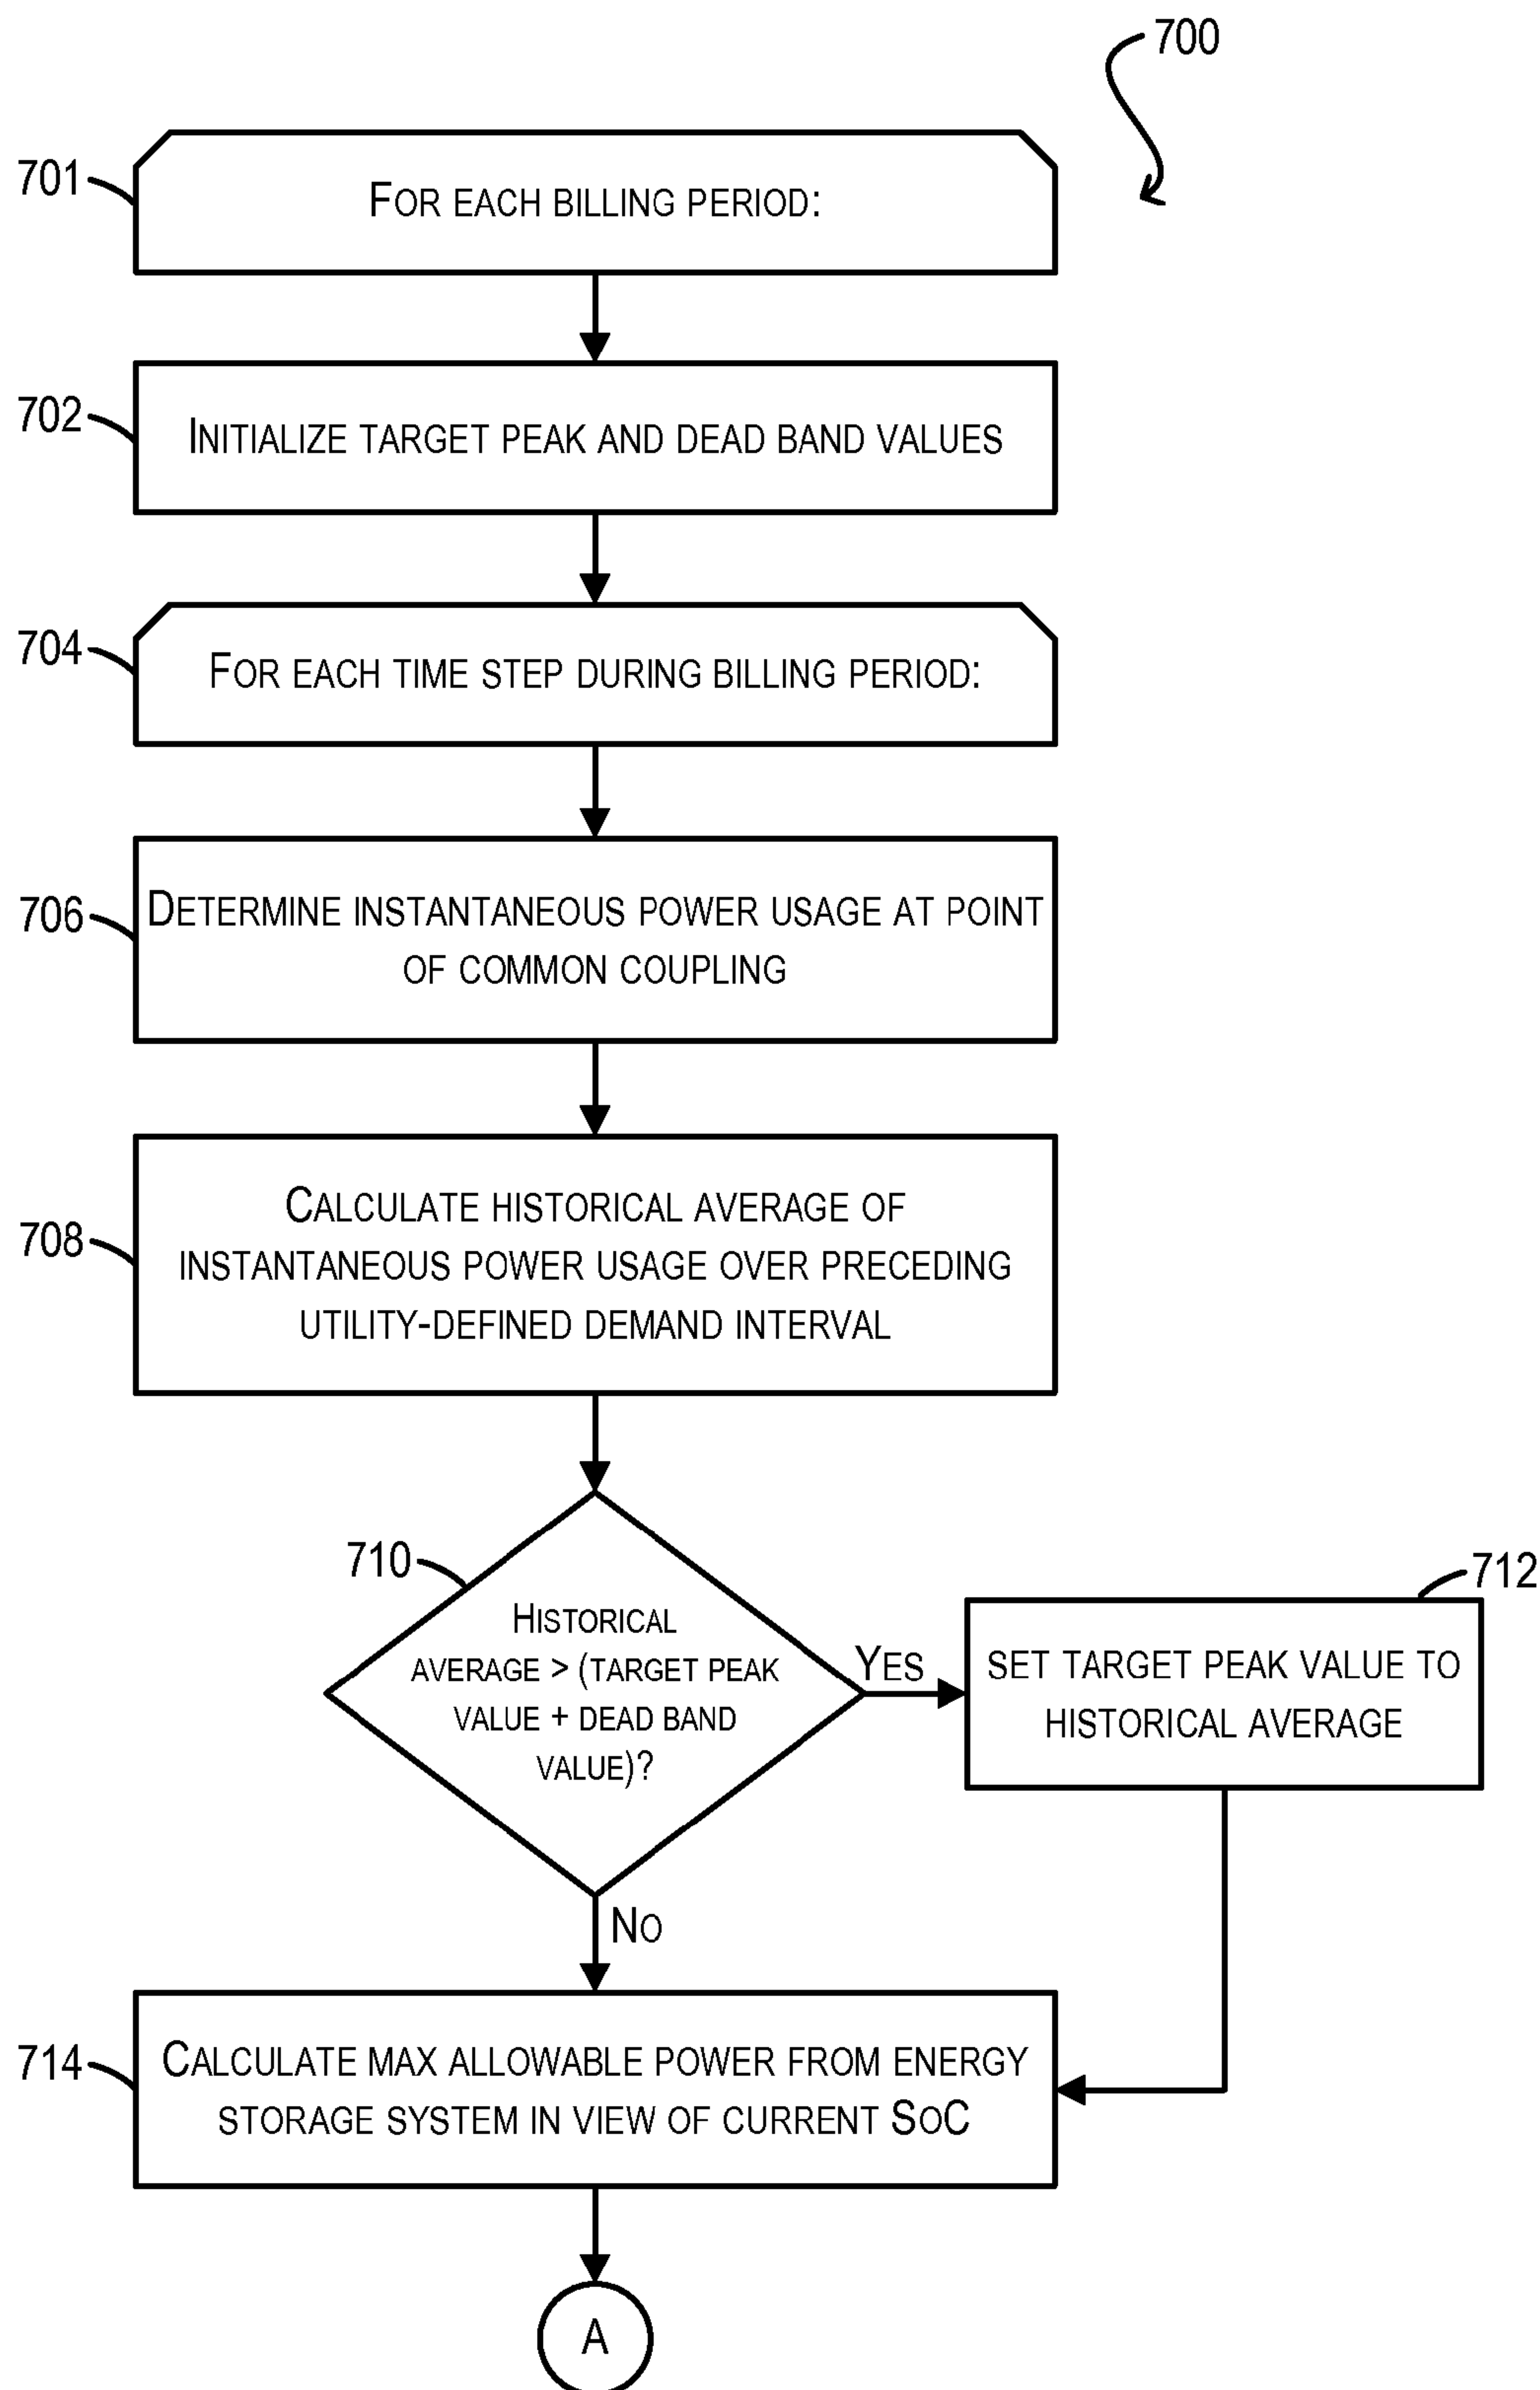 700
701
FOR EACH BILLING PERIOD:
702
INITIALIZE TARGET PEAK AND DEAD BAND VALUES
704
FOR EACH TIME STEP DURING BILLING PERIOD:
706
DETERMINE INSTANTANEOUS POWER USAGE AT POINT
OF COMMON COUPLING
708
CALCULATE HISTORICAL AVERAGE OF
INSTANTANEOUS POWER USAGE OVER PRECEDING
UTILITY-DEFINED DEMAND INTERVAL
710
HISTORICAL
AVERAGE > (TARGET PEAK
VALUE + DEAD BAND
VALUE)?
YES
712
SET TARGET PEAK VALUE TO
HISTORICAL AVERAGE
NO
714
CALCULATE MAX ALLOWABLE POWER FROM ENERGY
STORAGE SYSTEM IN VIEW OF CURRENT SOC
A